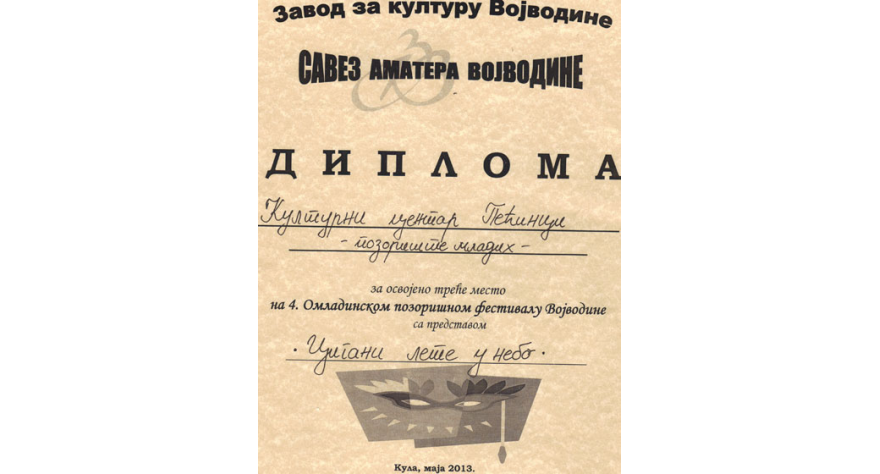 Завод за културу Војводине
САВЕЗ АМАТЕРА ВОЈВОДИНЕ
ДИПЛОМА
Културни центар Пећинци
- позориште младих -
за освојено треће место
на 4. Омладинском позоришном фестивалу Војводине
са представом
. Цигани лете у небо .
Кула, маја 2013.